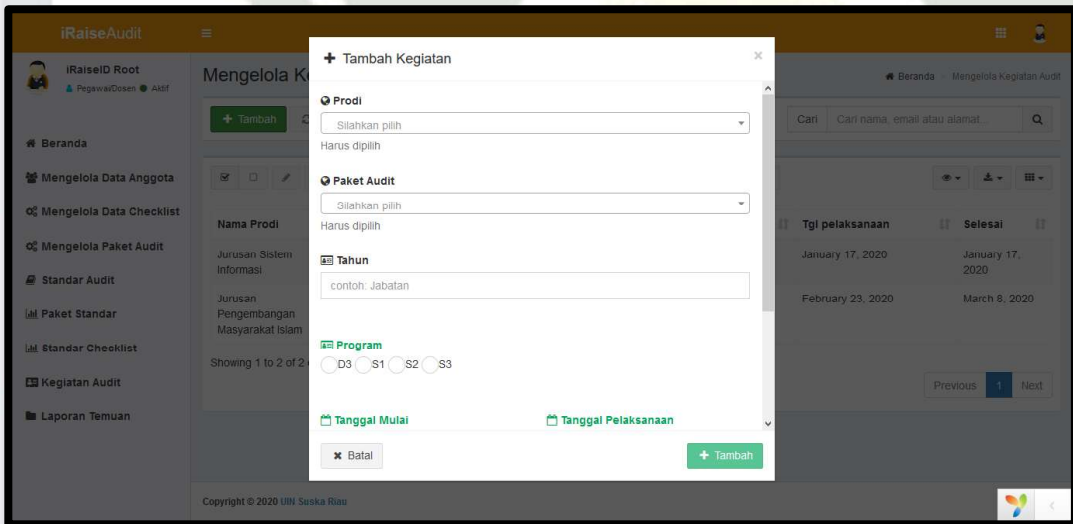 iRaiseAudit
iRaiseID Root
Pegawai/Dosen Aktif
Beranda
Mengelola Data Anggota
Mengelola Data Checklist
Mengelola Paket Audit
Standar Audit
Paket Standar
Standar Checklist
Kegiatan Audit
Laporan Temuan
Mengelola K
Beranda > Mengelola Kegiatan Audit
+ Tambah
Cari Cari nama, email atau alamat...
Nama Prodi Tgl pelaksanaan Selesai
Jurusan Sistem
Informasi
January 17, 2020
January 17,
2020
Jurusan
Pengembangan
Masyarakat Islam
February 23, 2020
March 8, 2020
Showing 1 to 2 of 2
Previous 1 Next
+ Tambah Kegiatan ×
Prodi
Silahkan pilih
Harus dipilih
Paket Audit
Silahkan pilih
Harus dipilih
Tahun
contoh: Jabatan
Program
D3 S1 S2 S3
Tanggal Mulai Tanggal Pelaksanaan
Batal
+ Tambah
Copyright © 2020 UIN Suska Riau